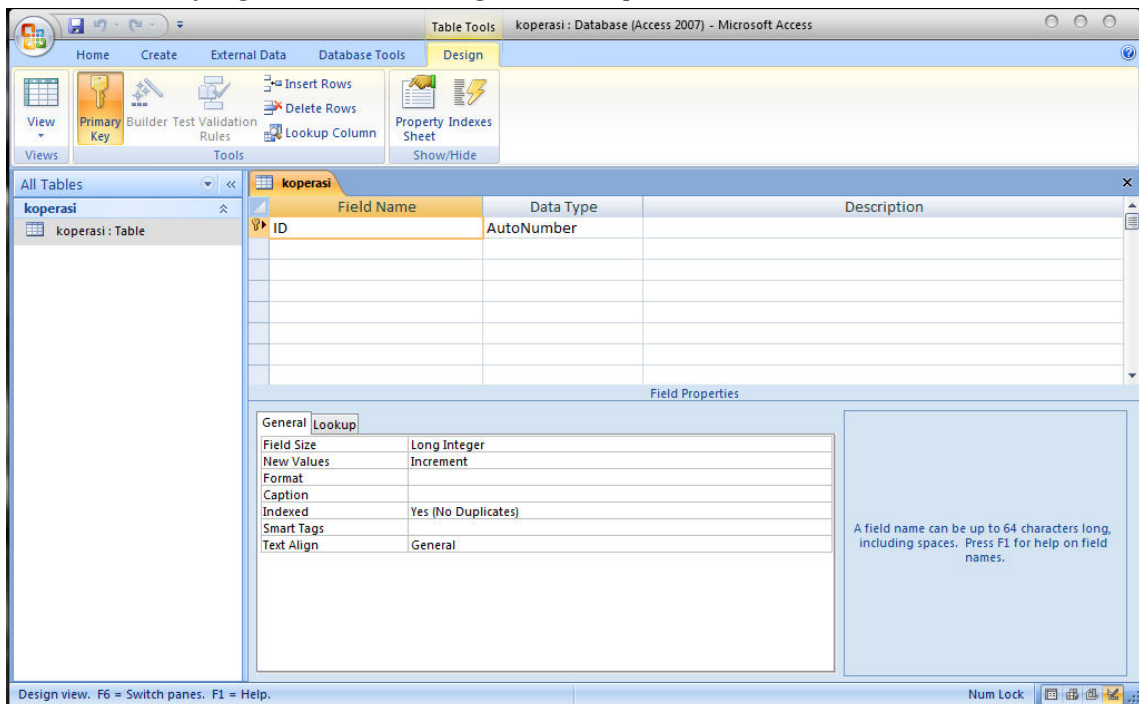 Table Tools koperasi : Database (Access 2007) - Microsoft Access
Home Create External Data Database Tools Design
View
Views
Primary Key
Builder
Test Validation Rules
Insert Rows
Delete Rows
Lookup Column
Tools
Property Sheet
Indexes
Show/Hide
All Tables
koperasi
koperasi : Table
koperasi
Field Name Data Type Description
ID AutoNumber
Field Properties
General Lookup
Field Size Long Integer
New Values Increment
Format
Caption
Indexed Yes (No Duplicates)
Smart Tags
Text Align General
A field name can be up to 64 characters long,
including spaces. Press F1 for help on field
names.
Design view. F6 = Switch panes. F1 = Help. Num Lock